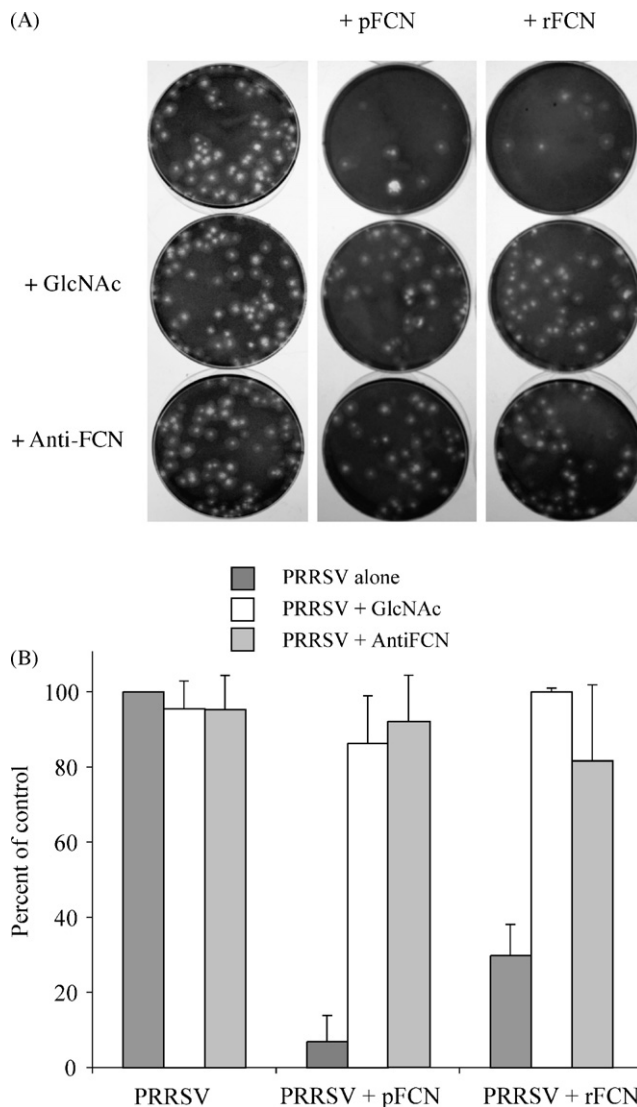 (A)
+ pFCN + rFCN
+ GlcNAc
+ Anti-FCN
PRRSV alone
PRRSV + GlcNAc
PRRSV + AntiFCN
(B)
Percent of control
100
80
60
40
20
0
PRRSV PRRSV + pFCN PRRSV + rFCN